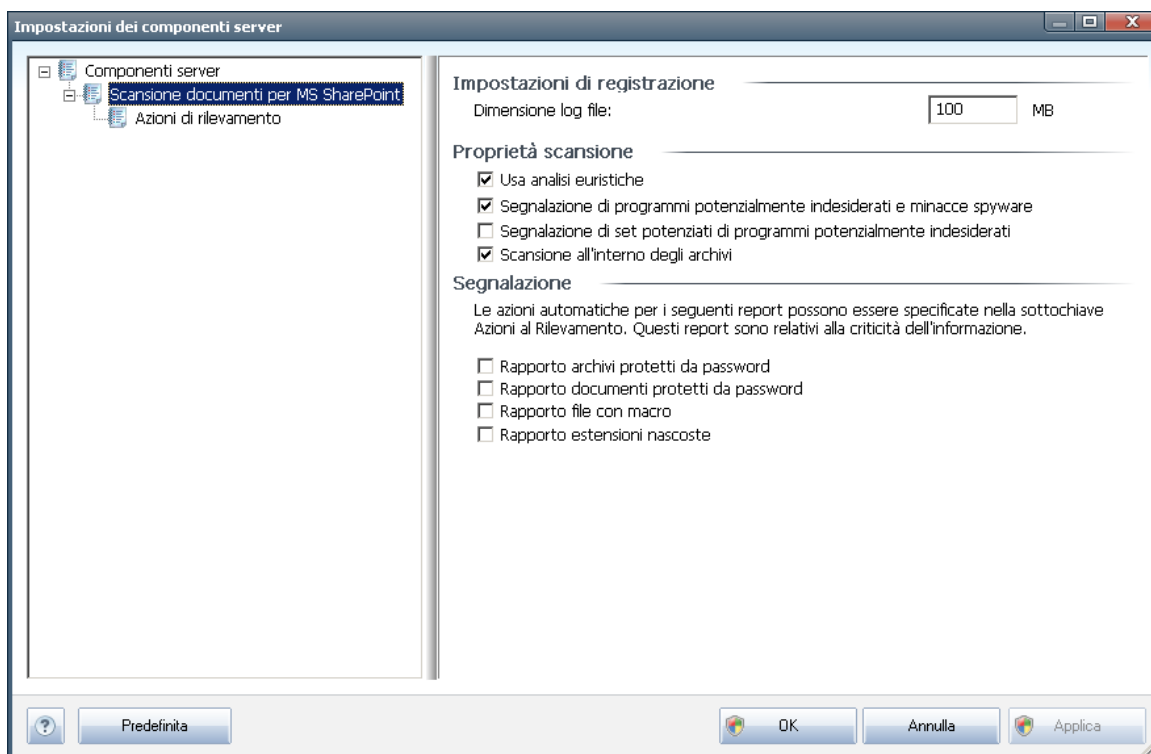 Impostazioni dei componenti server
Componenti server
Scansione documenti per MS SharePoint
Azioni di rilevamento
Impostazioni di registrazione
Dimensione log file: 100 MB
Proprietà scansione
Usa analisi euristiche
Segnalazione di programmi potenzialmente indesiderati e minacce spyware
Segnalazione di set potenziati di programmi potenzialmente indesiderati
Scansione all'interno degli archivi
Segnalazione
Le azioni automatiche per i seguenti report possono essere specificate nella sottochiave
Azioni al Rilevamento. Questi report sono relativi alla criticità dell'informazione.
Rapporto archivi protetti da password
Rapporto documenti protetti da password
Rapporto file con macro
Rapporto estensioni nascoste
? Predefinita OK Annulla Applica